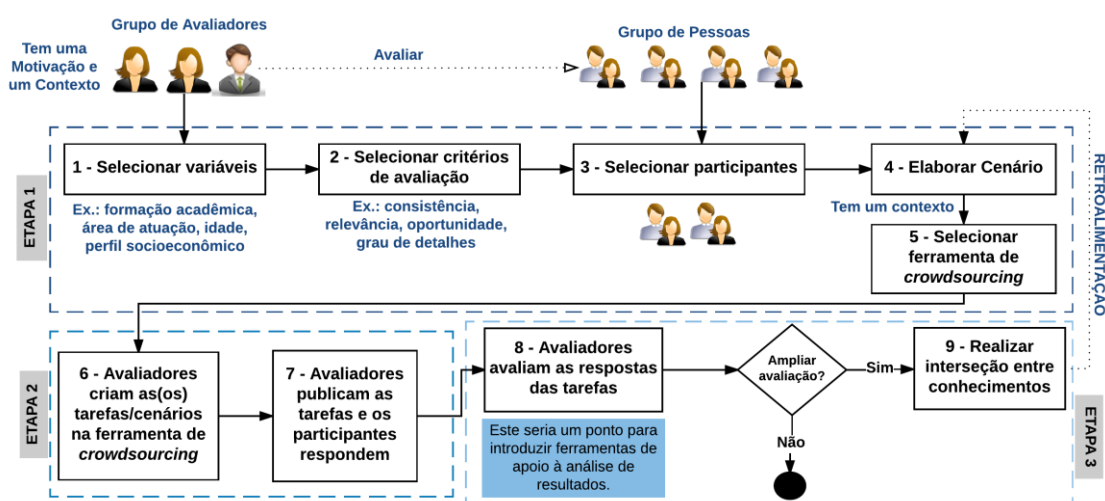 Grupo de Avaliadores
Tem uma
Motivação e
um Contexto
Avaliar
Grupo de Pessoas
ETAPA 1
1 - Selecionar variáveis
Ex.: formação acadêmica,
área de atuação, idade,
perfil socioeconômico
2 - Selecionar critérios
de avaliação
Ex.: consistência,
relevância, oportunidade,
grau de detalhes
3 - Selecionar participantes
4 - Elaborar Cenário
Tem um contexto
5 - Selecionar
ferramenta de
crowdsourcing
RETROALIMENTAÇÃO
ETAPA 2
6 - Avaliadores
criam as(os)
tarefas/cenários
na ferramenta de
crowdsourcing
7 - Avaliadores
publicam as
tarefas e os
participantes
respondem
8 - Avaliadores
avaliam as respostas
das tarefas
Este seria um ponto para
introduzir ferramentas de
apoio à análise de
resultados.
Ampliar
avaliação?
Sim
Não
9 - Realizar
interseção entre
conhecimentos
ETAPA 3